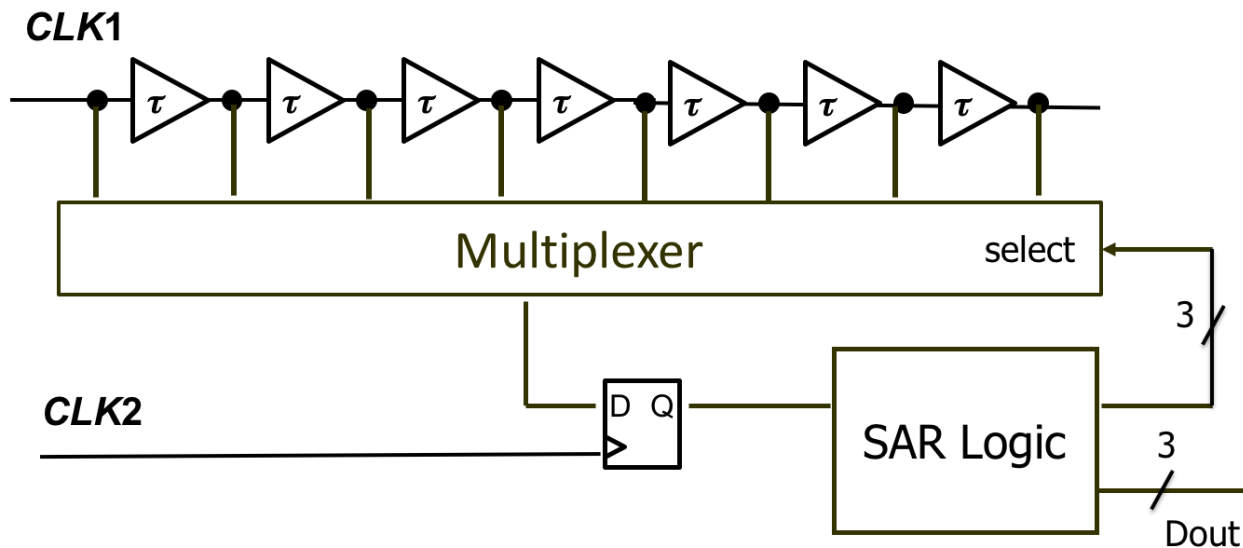 CLK1
τ τ τ τ τ τ τ
Multiplexer
select
3
CLK2
D Q
SAR Logic
3
Dout